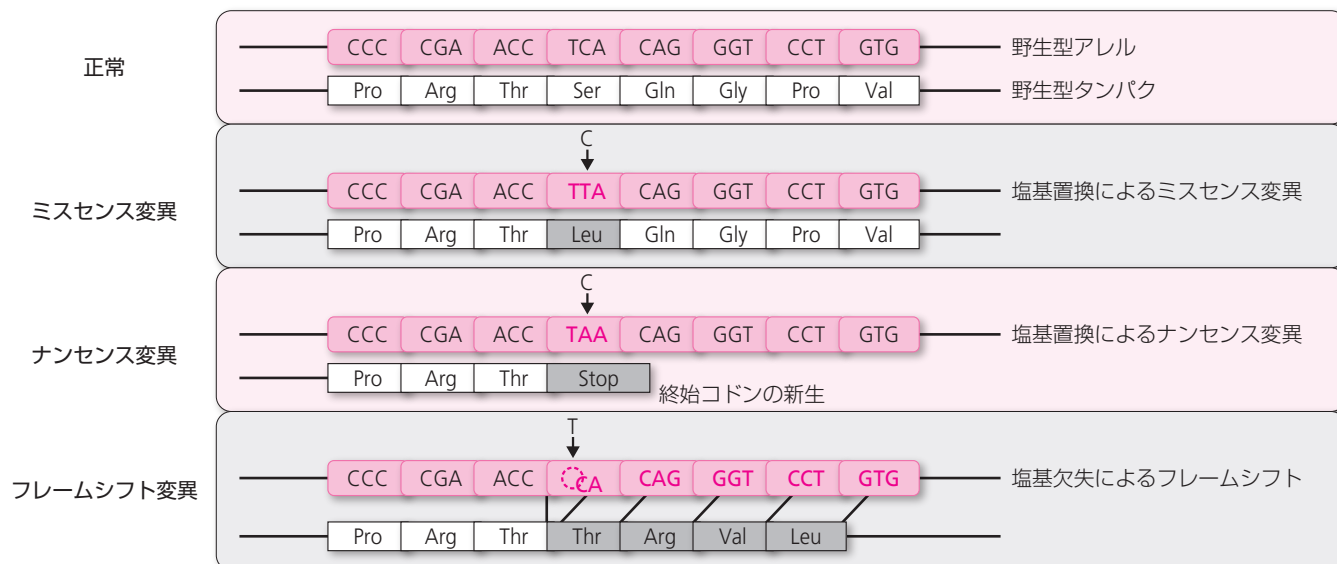 正常
CCC CGA ACC TCA CAG GGT CCT GTG 野生型アレル
Pro Arg Thr Ser Gln Gly Pro Val 野生型タンパク
ミスセンス変異
C
CCC CGA ACC TTA CAG GGT CCT GTG 塩基置換によるミスセンス変異
Pro Arg Thr Leu Gln Gly Pro Val
ナンセンス変異
C
CCC CGA ACC TAA CAG GGT CCT GTG 塩基置換によるナンセンス変異
Pro Arg Thr Stop 終始コドンの新生
フレームシフト変異
T
CCC CGA ACC CA CAG GGT CCT GTG 塩基欠失によるフレームシフト
Pro Arg Thr Thr Arg Val Leu